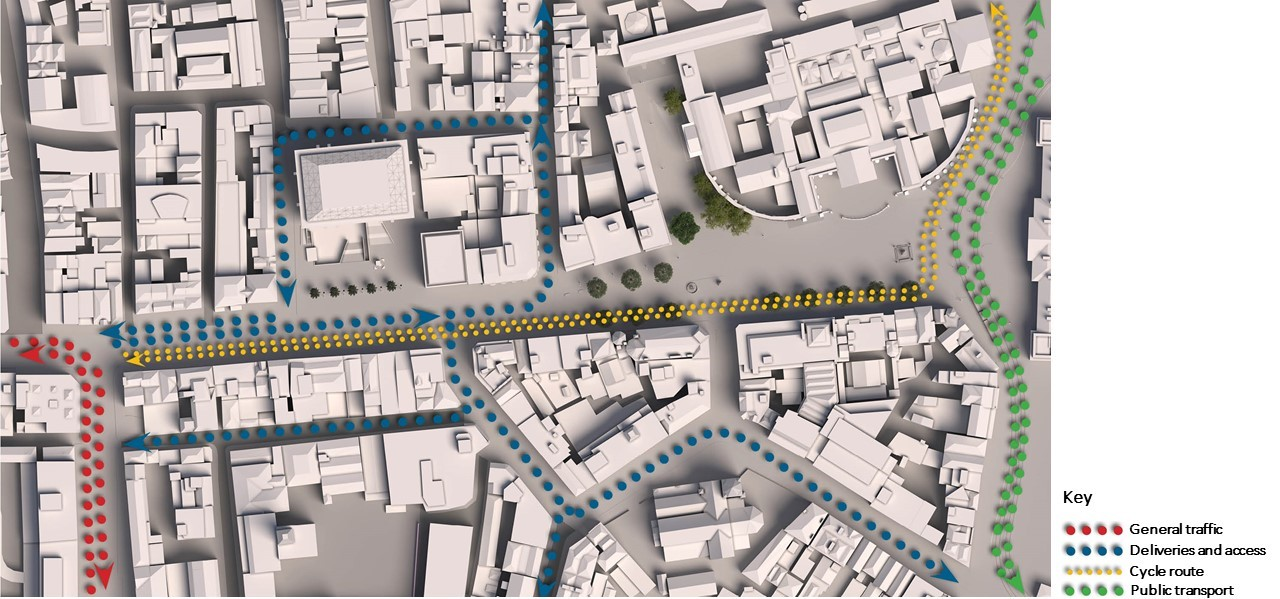 Key
General traffic
Deliveries and access
Cycle route
Public transport